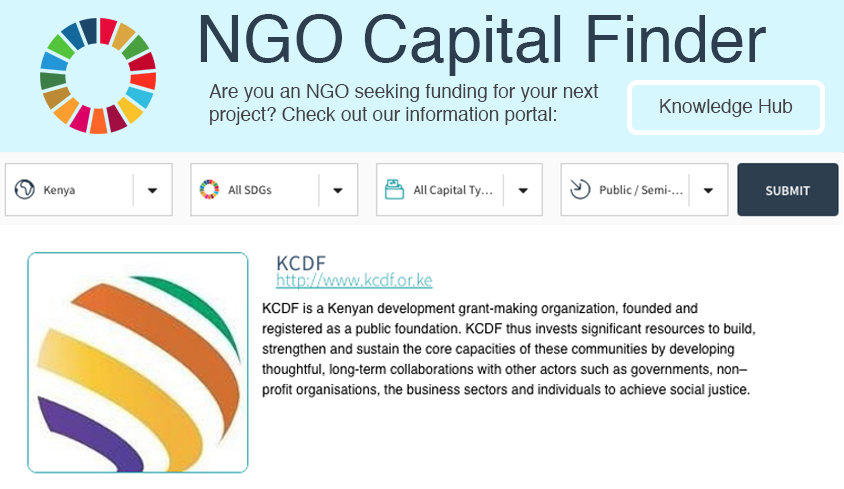 NGO Capital Finder
Are you an NGO seeking funding for your next
project? Check out our information portal:
Knowledge Hub
Kenya
All SDGs
All Capital Ty...
Public / Semi-...
SUBMIT
KCDF
http://www.kcdf.or.ke
KCDF is a Kenyan development grant-making organization, founded and
registered as a public foundation. KCDF thus invests significant resources to build,
strengthen and sustain the core capacities of these communities by developing
thoughtful, long-term collaborations with other actors such as governments, non–
profit organisations, the business sectors and individuals to achieve social justice.